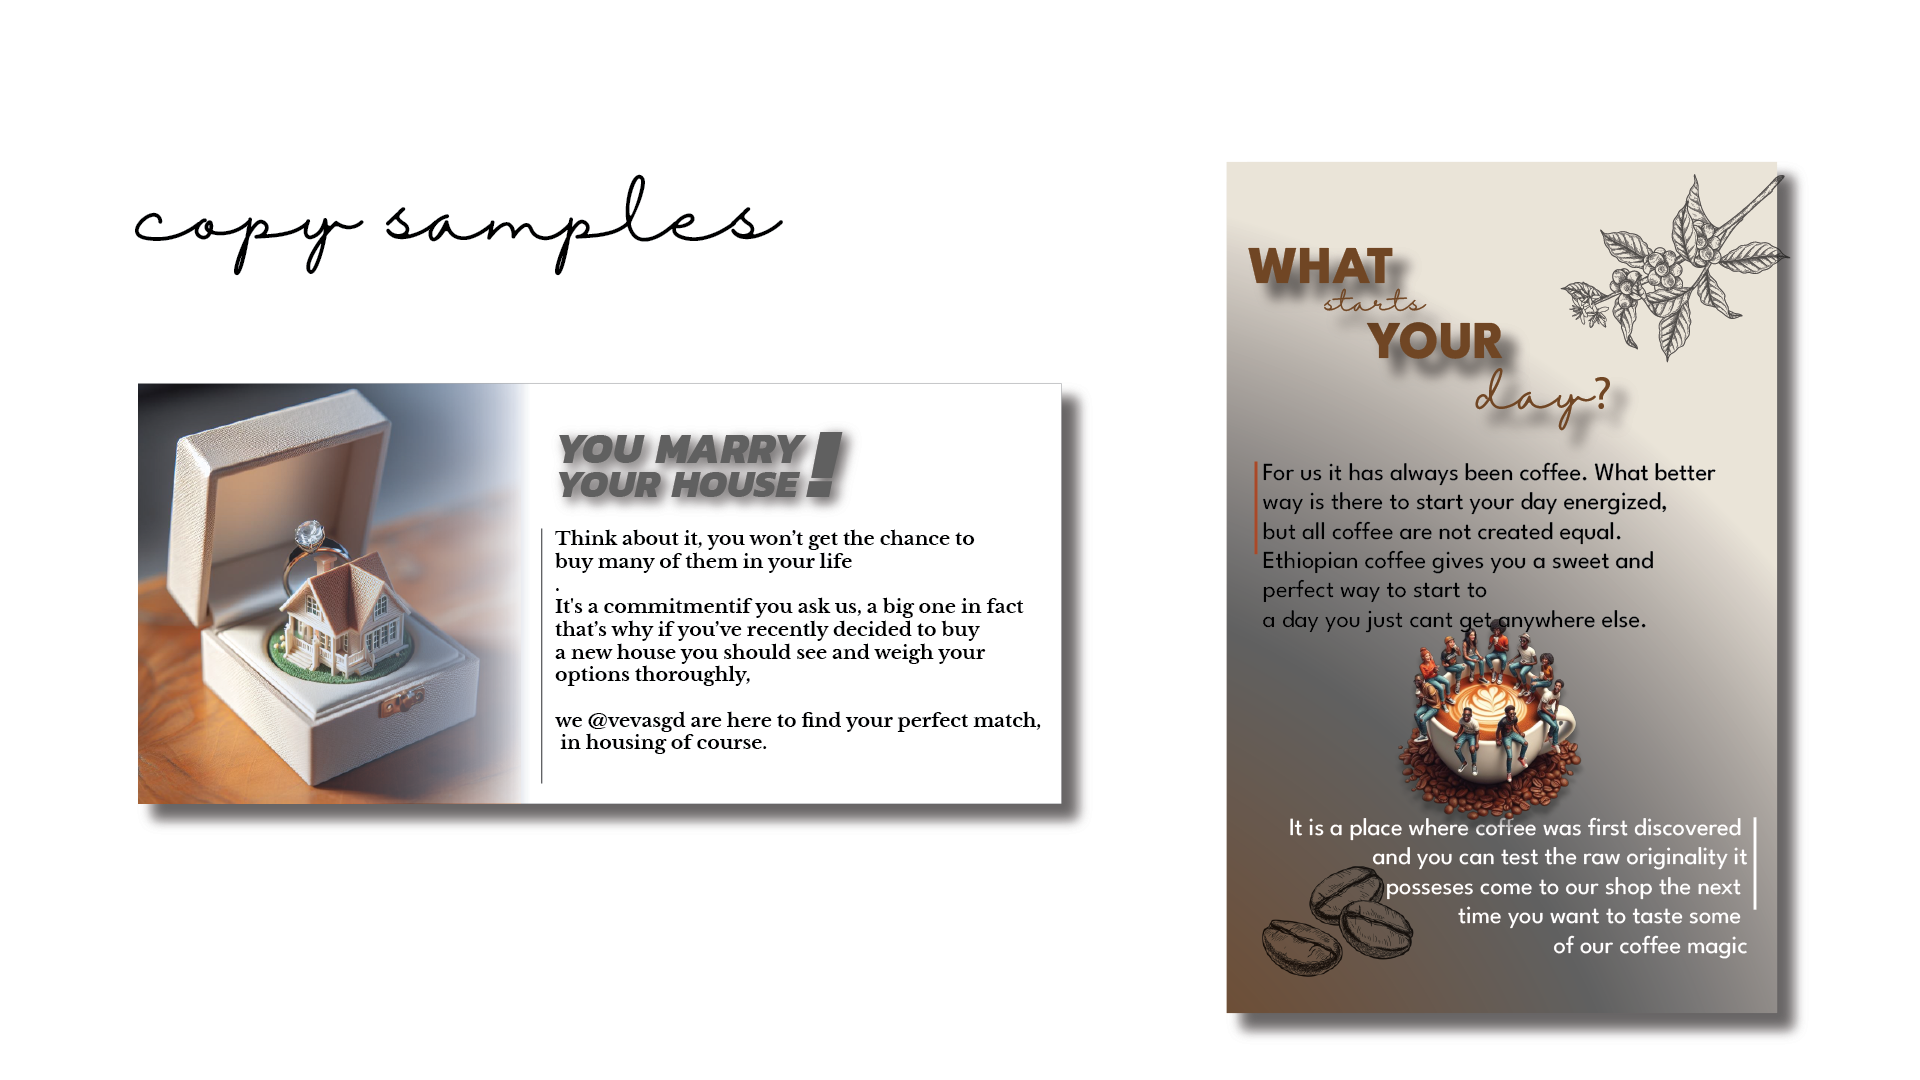 copy samples
YOU MARRY
YOUR HOUSE!
Think about it, you won’t get the chance to
buy many of them in your life
.
It's a commitmentif you ask us, a big one in fact
that’s why if you’ve recently decided to buy
a new house you should see and weigh your
options thoroughly,
we @vevasgd are here to find your perfect match,
in housing of course.
WHAT
starts
YOUR
day?
For us it has always been coffee. What better
way is there to start your day energized,
but all coffee are not created equal.
Ethiopian coffee gives you a sweet and
perfect way to start to
a day you just cant get anywhere else.
It is a place where coffee was first discovered
and you can test the raw originality it
posseses come to our shop the next
time you want to taste some
of our coffee magic